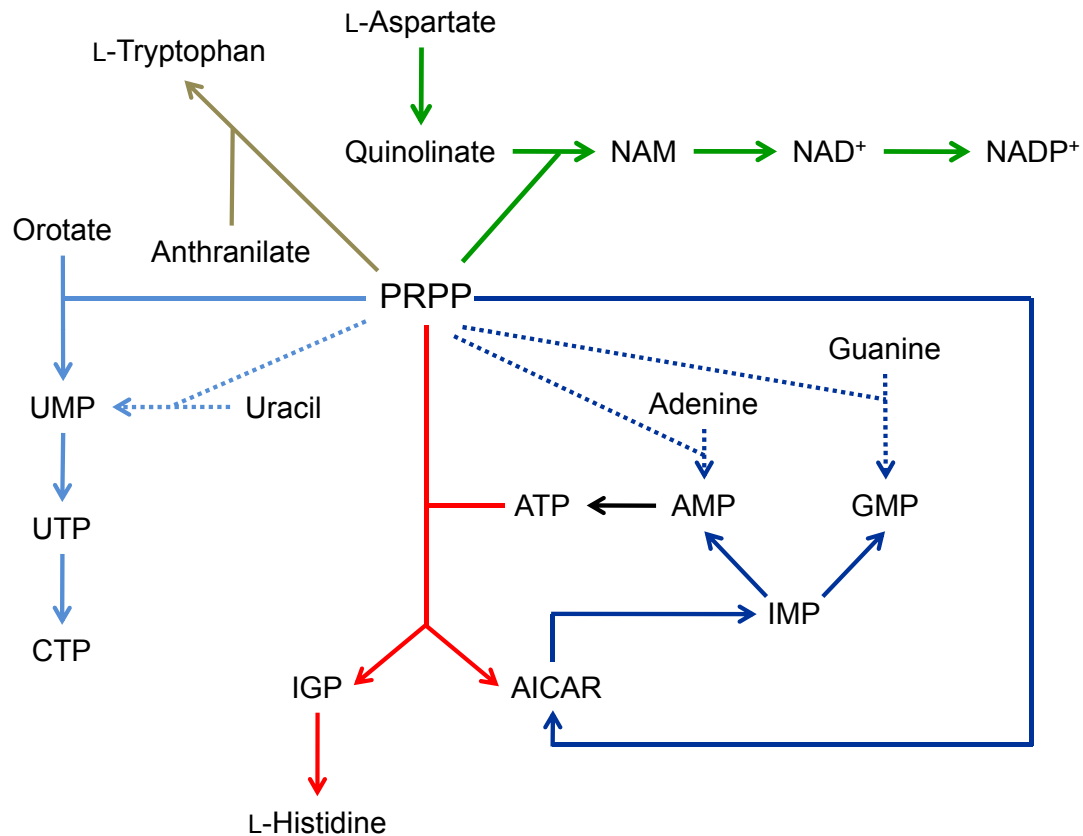 L-Aspartate
L-Tryptophan
Quinolinate
NAM
NAD⁺
NADP⁺
Orotate
Anthranilate
PRPP
Guanine
UMP
Uracil
Adenine
ATP
AMP
GMP
UTP
IMP
CTP
IGP
AICAR
L-Histidine